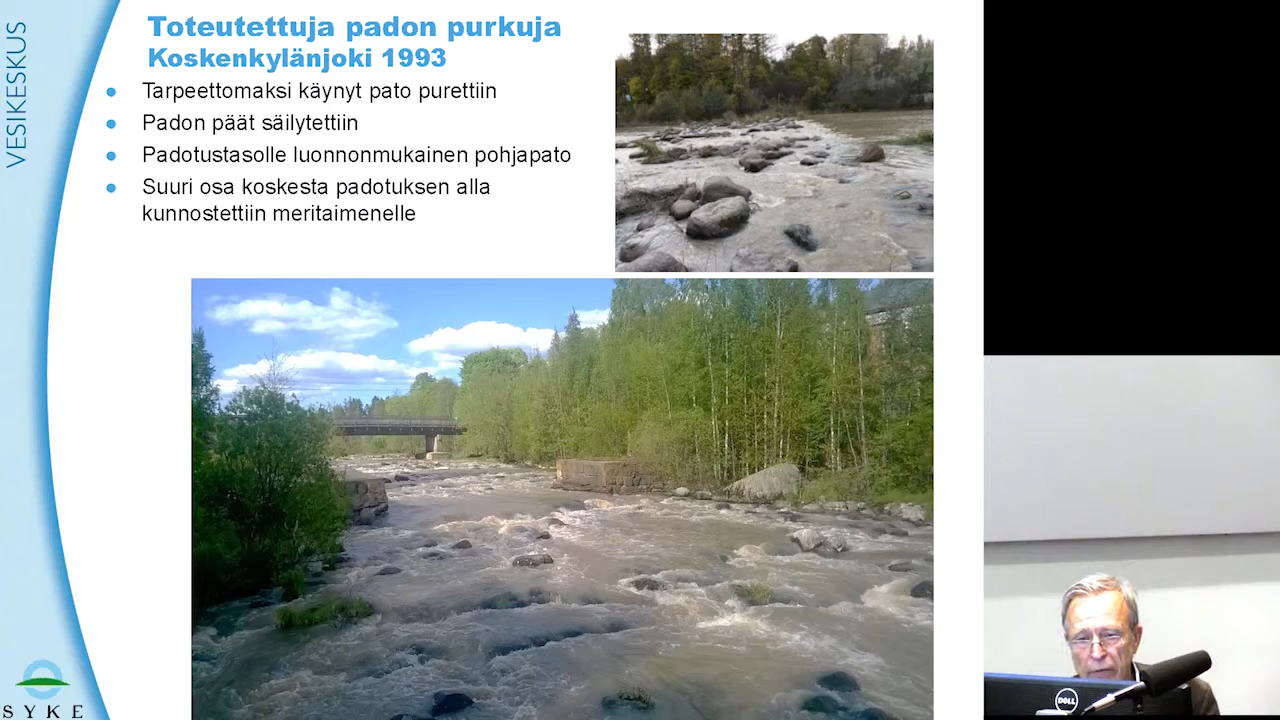 VESIKESKUS
Toteutettuja padon purkuja
Koskenkylänjoki 1993
Tarpeettomaksi käynyt pato purettiin
Padon päät säilytettiin
Padotustasolle luonnonmukainen pohjapato
Suuri osa koskesta padotuksen alla
kunnostettiin meritaimenelle
SYKE
DELL